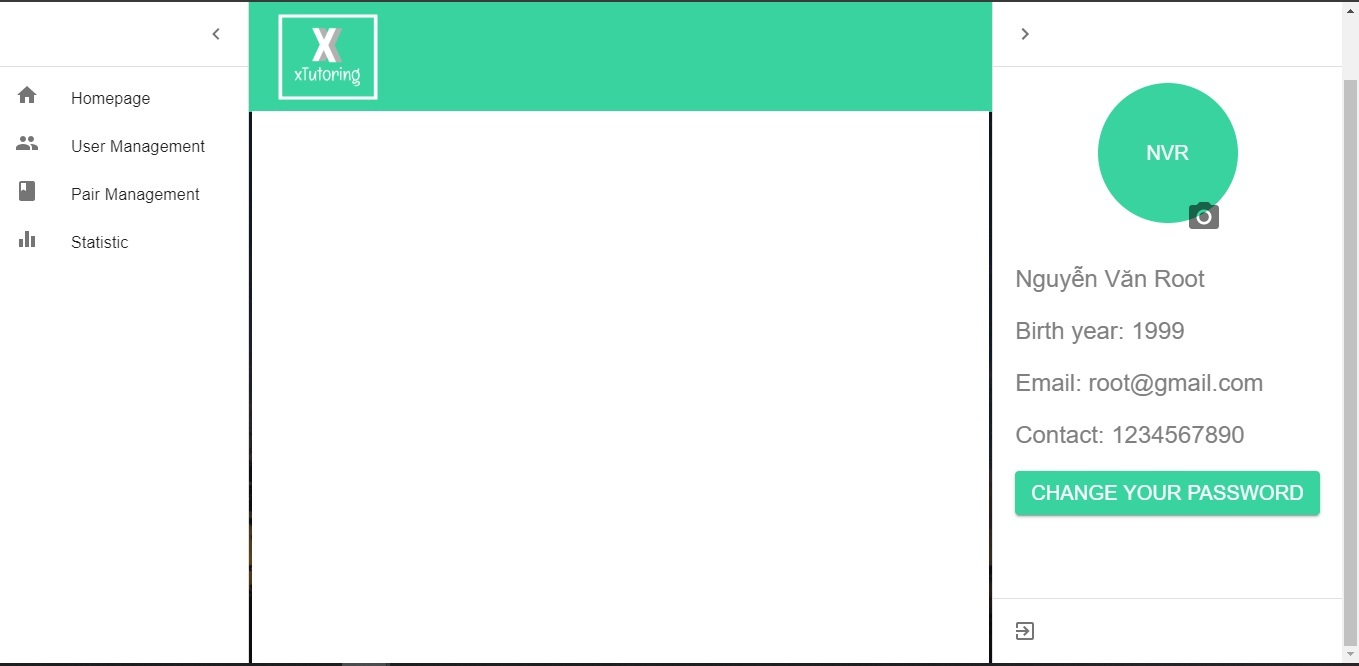 xTutoring
Homepage
User Management
Pair Management
Statistic
NVR
Nguyễn Văn Root
Birth year: 1999
Email: root@gmail.com
Contact: 1234567890
CHANGE YOUR PASSWORD